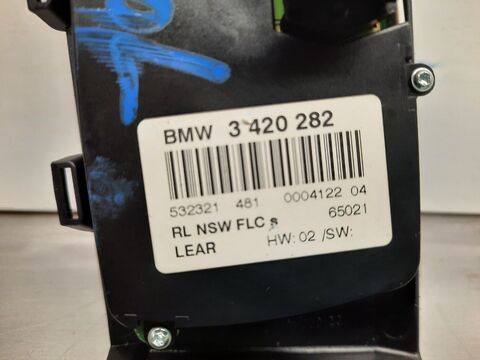 BMW 3 420 282
532321 481 0004122 04
RL NSW FLC s 65021
LEAR HW: 02 /SW: